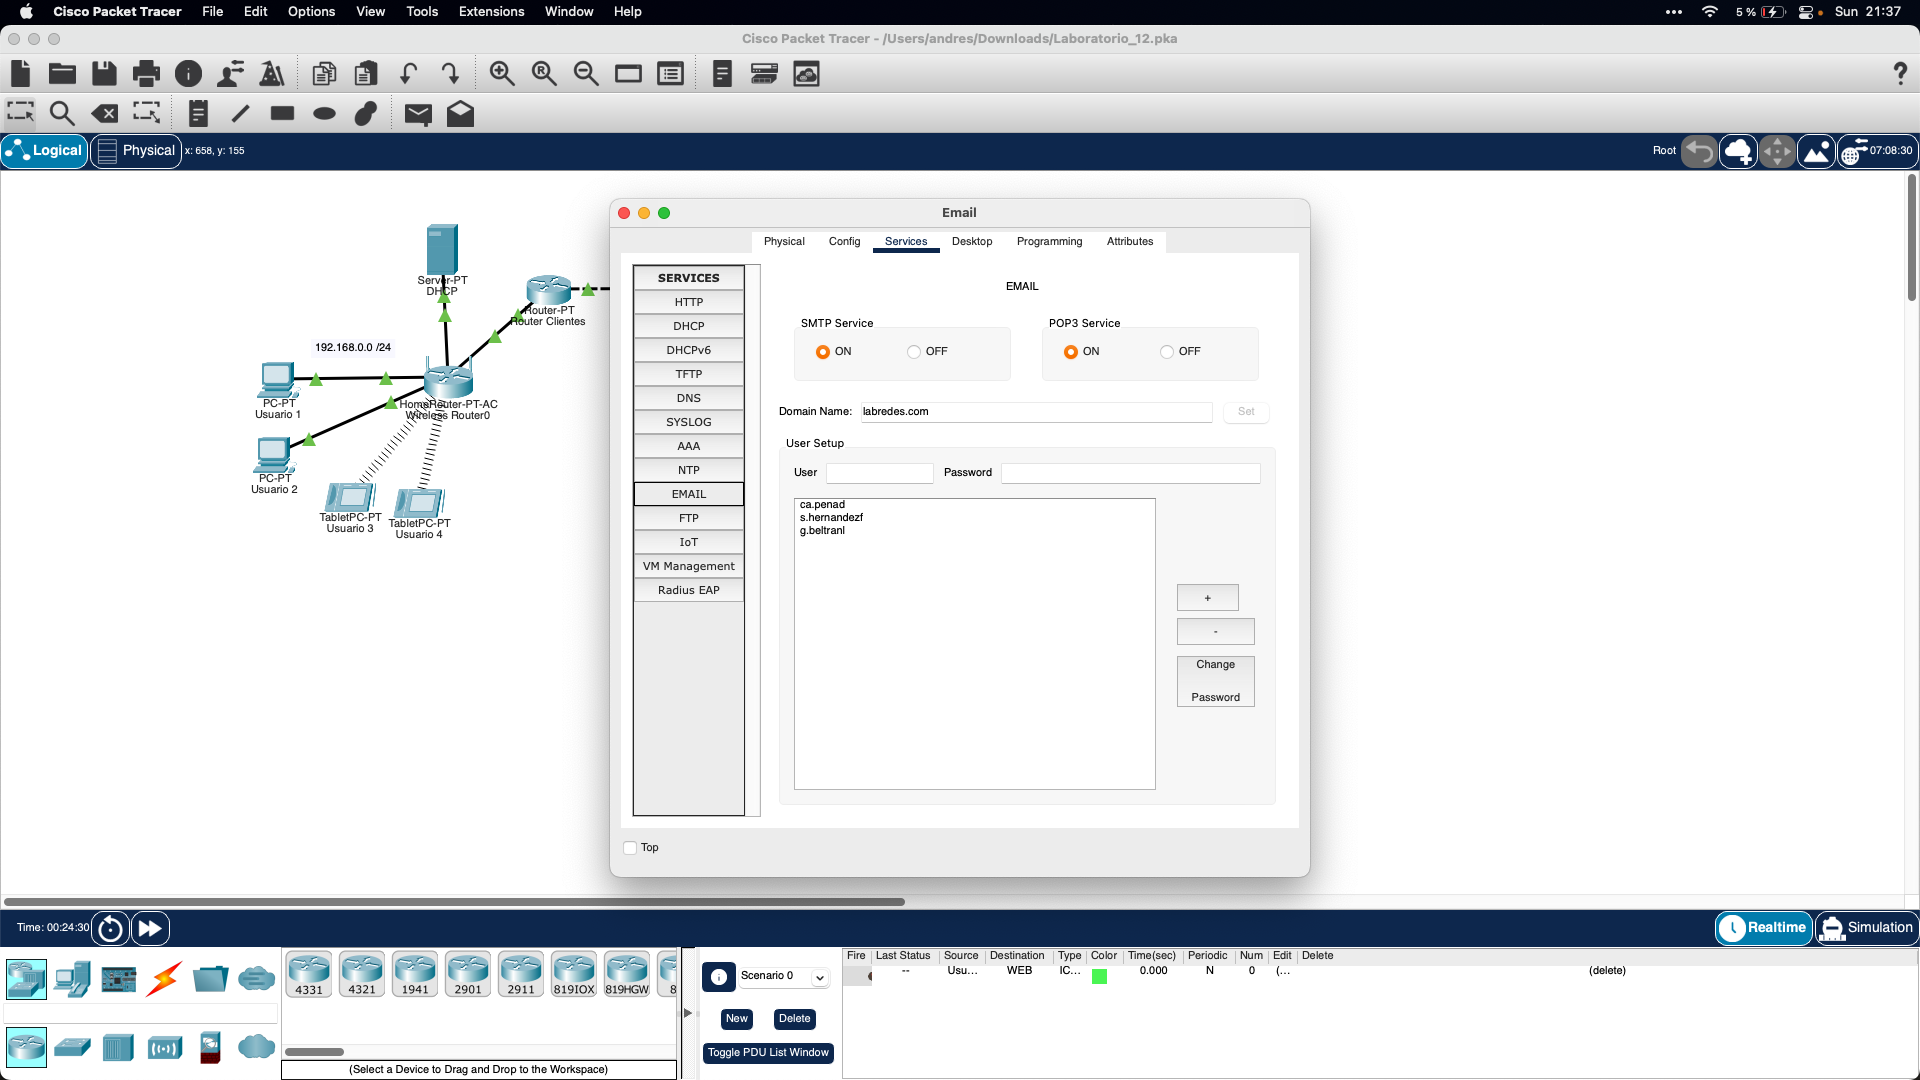 Cisco Packet Tracer File Edit Options View Tools Extensions Window Help ••• 5 % Sun 21:37
Cisco Packet Tracer - /Users/andres/Downloads/Laboratorio_12.pka
Logical Physical x: 658, y: 155 Root 07:08:30
Email
Physical Config Services Desktop Programming Attributes
SERVICES
HTTP
DHCP
DHCPv6
TFTP
DNS
SYSLOG
AAA
NTP
EMAIL
FTP
IoT
VM Management
Radius EAP
EMAIL
SMTP Service
ON OFF
POP3 Service
ON OFF
Domain Name: labredes.com Set
User Setup
User Password
ca.penad
s.hernandezf
g.beltranl
+
-
Change
Password
Top
Server-PT
DHCP
Router-PT
Router Clientes
192.168.0.0 /24
PC-PT
Usuario 1
HomeRouter-PT-AC
Wireless Router0
PC-PT
Usuario 2
TabletPC-PT
Usuario 3
TabletPC-PT
Usuario 4
Time: 00:24:30 Realtime Simulation
4331 4321 1941 2901 2911 819IOX 819HGW 8
(Select a Device to Drag and Drop to the Workspace)
Scenario 0
New Delete
Toggle PDU List Window
Fire Last Status Source Destination Type Color Time(sec) Periodic Num Edit Delete
-- Usu... WEB IC... 0.000 N 0 (... (delete)